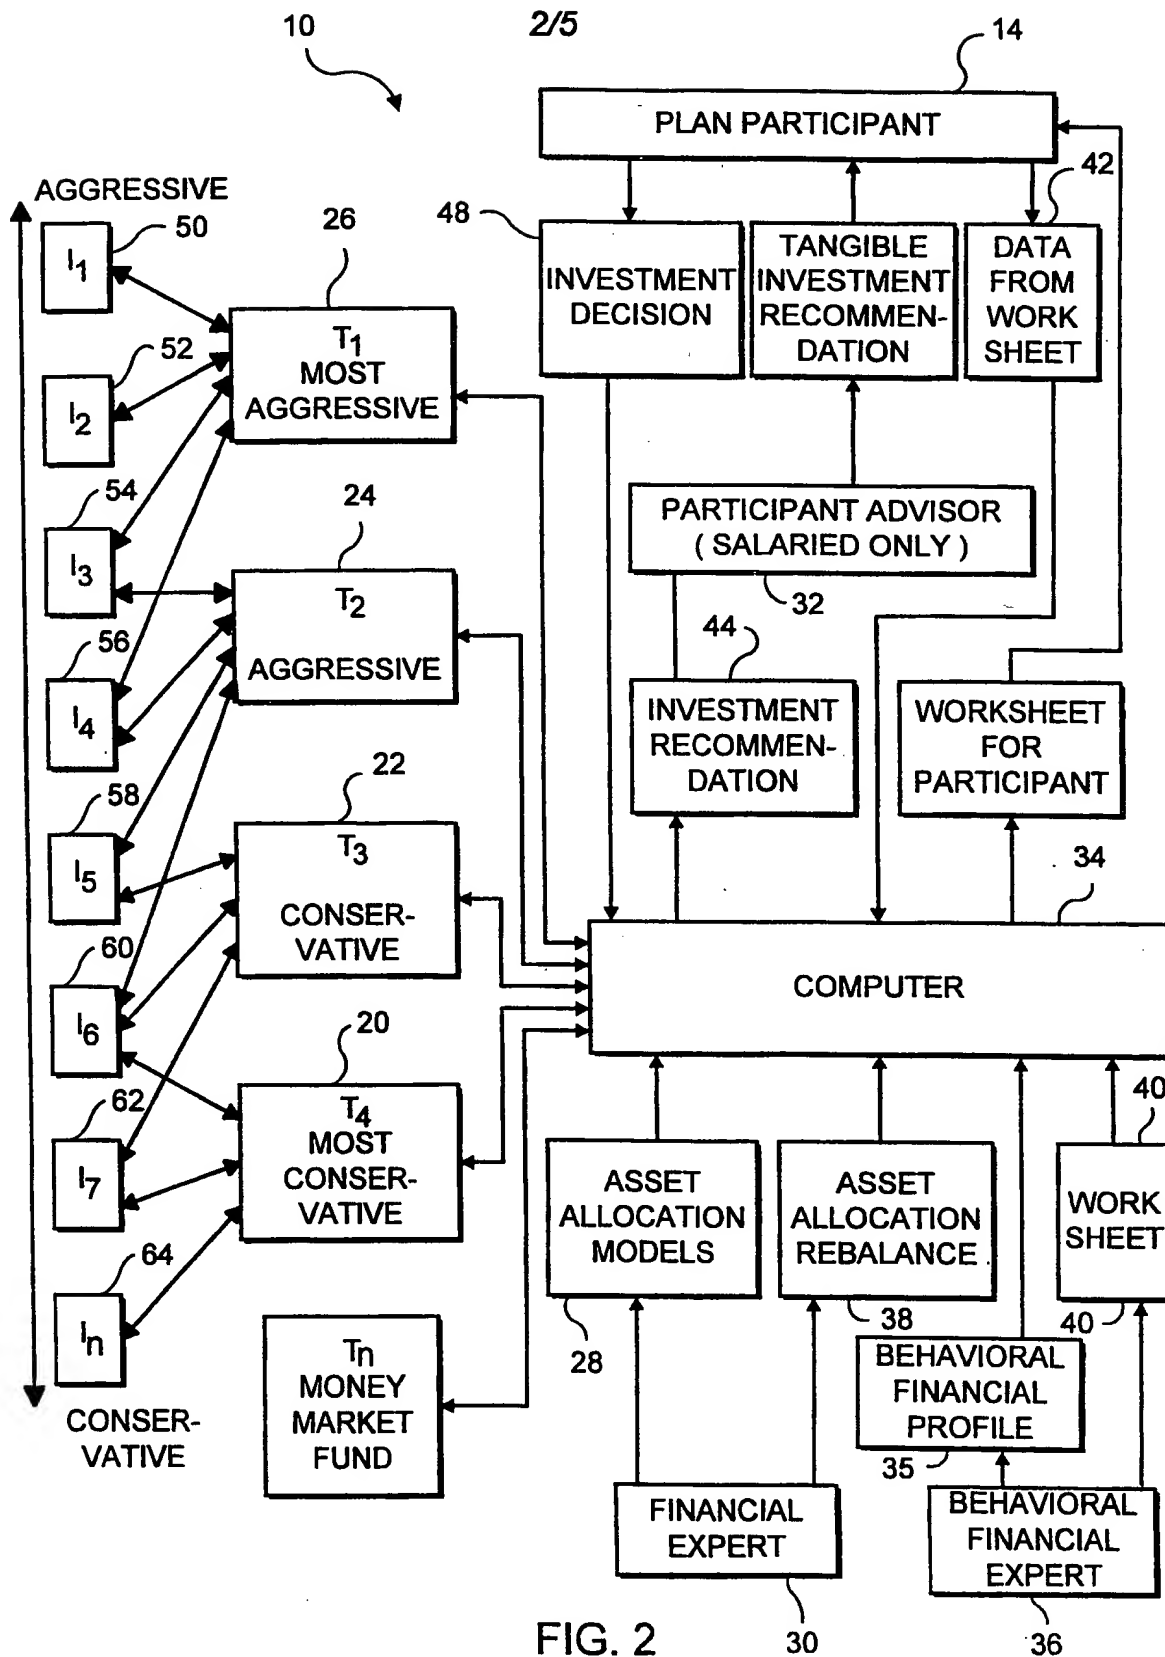 2/5
10
14
PLAN PARTICIPANT
42
48
INVESTMENT
DECISION
TANGIBLE
INVESTMENT
RECOMMEN-
DATION
DATA
FROM
WORK
SHEET
AGGRESSIVE
50
I1
26
T1
MOST
AGGRESSIVE
52
I2
54
I3
24
T2
AGGRESSIVE
PARTICIPANT ADVISOR
( SALARIED ONLY )
32
44
56
I4
INVESTMENT
RECOMMEN-
DATION
WORKSHEET
FOR
PARTICIPANT
58
I5
22
T3
CONSER-
VATIVE
34
COMPUTER
60
I6
20
T4
MOST
CONSER-
VATIVE
62
I7
64
In
CONSER-
VATIVE
Tn
MONEY
MARKET
FUND
ASSET
ALLOCATION
MODELS
28
ASSET
ALLOCATION
REBALANCE
38
40
WORK
SHEET
40
BEHAVIORAL
FINANCIAL
PROFILE
35
FINANCIAL
EXPERT
30
BEHAVIORAL
FINANCIAL
EXPERT
36
FIG. 2